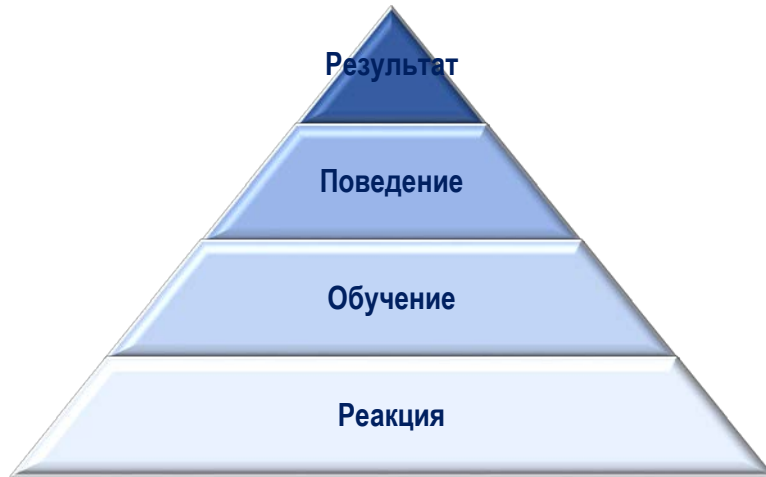 Результат
Поведение
Обучение
Реакция